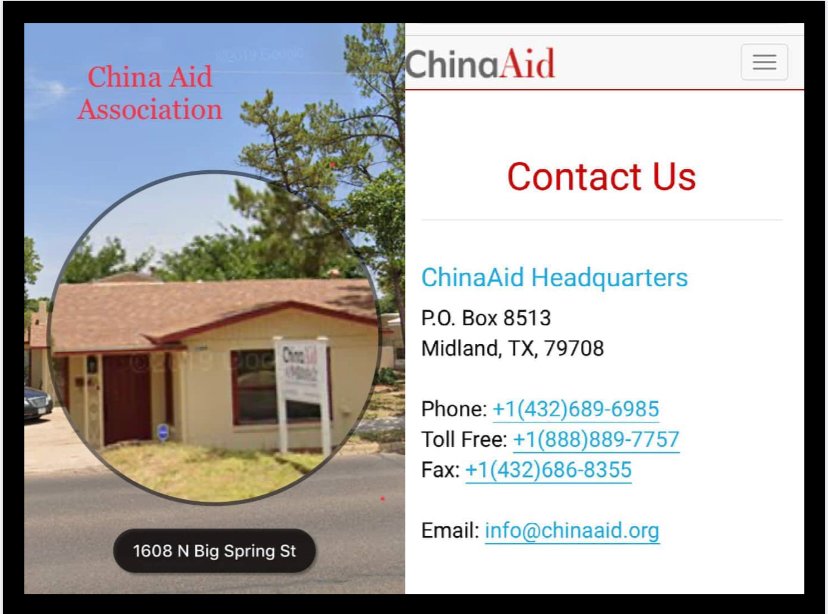 China Aid
Association
ChinaAid
1608 N Big Spring St
ChinaAid
Contact Us
ChinaAid Headquarters
P.O. Box 8513
Midland, TX, 79708
Phone: +1(432)689-6985
Toll Free: +1(888)889-7757
Fax: +1(432)686-8355
Email: info@chinaaid.org